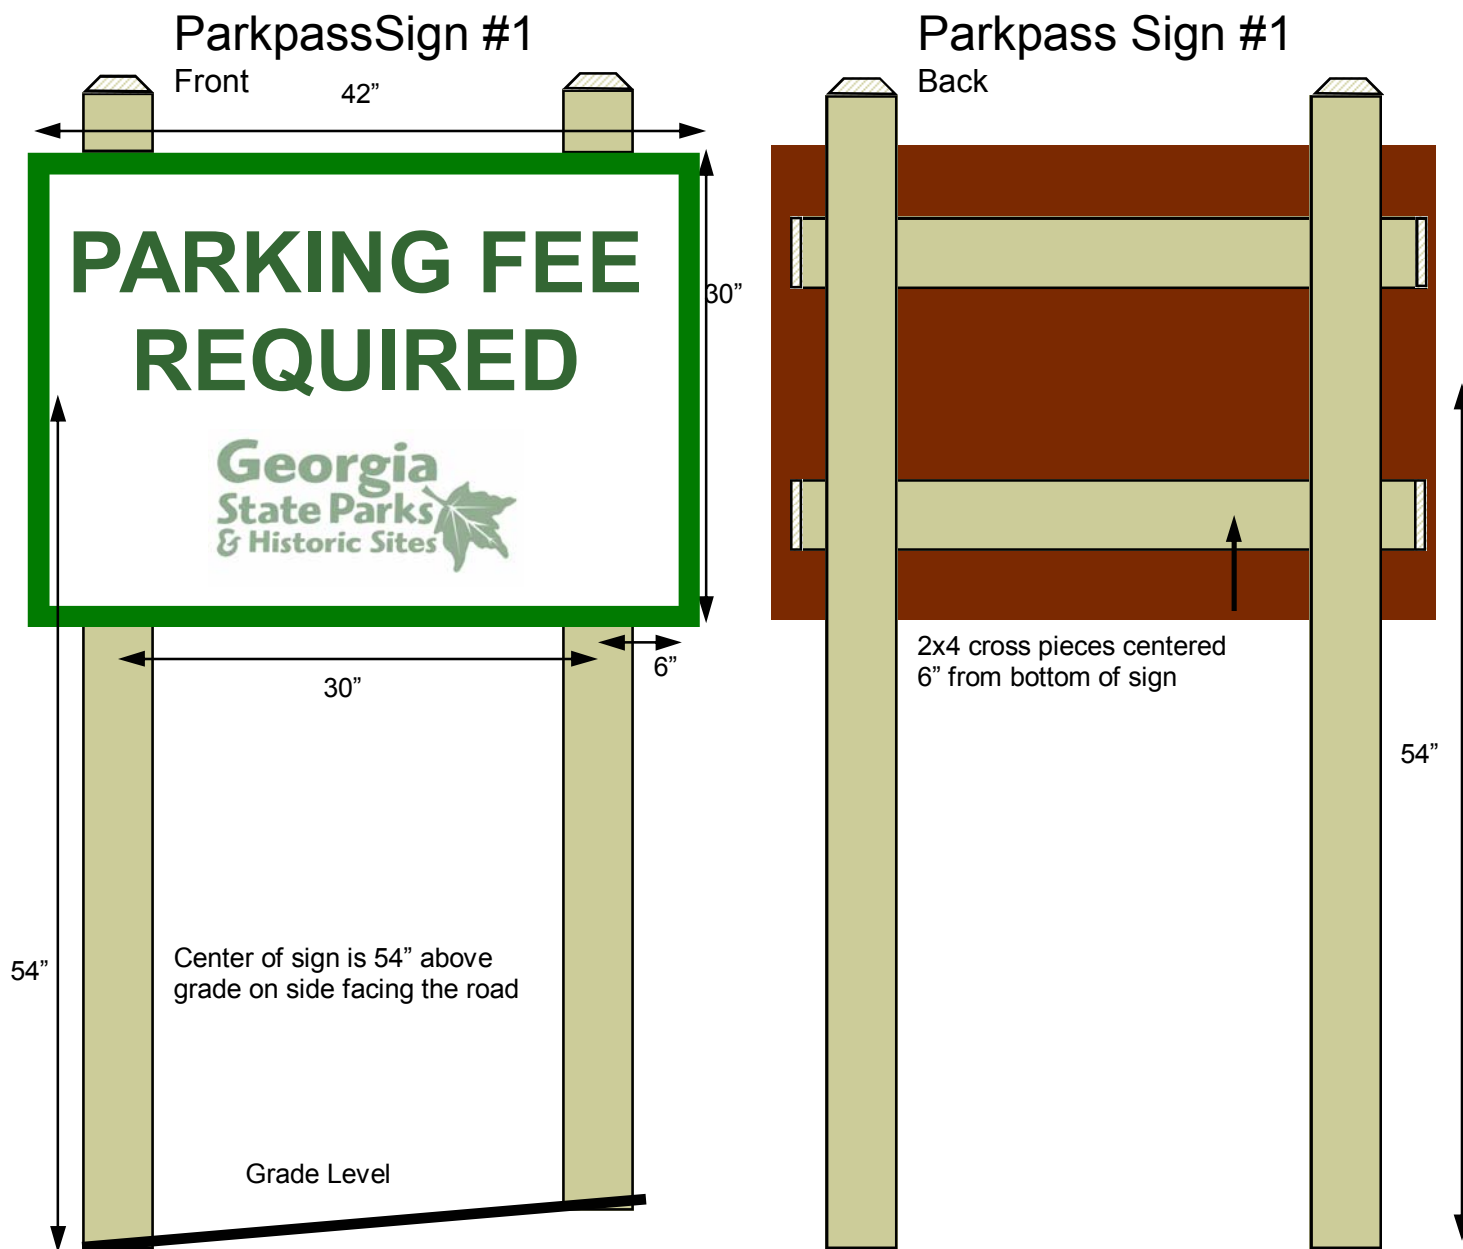 ParkpassSign #1
Front
42”
PARKING FEE
REQUIRED
Georgia
State Parks
& Historic Sites
30”
6”
30”
54”
Center of sign is 54” above
grade on side facing the road
Grade Level
Parkpass Sign #1
Back
2x4 cross pieces centered
6” from bottom of sign
54”